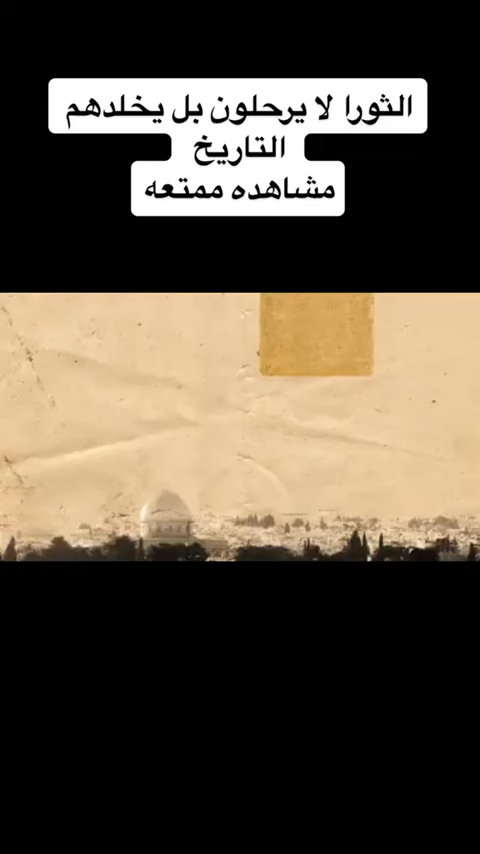 الثورا لا يرحلون بل يخلدهم
التاريخ
مشاهده ممتعه